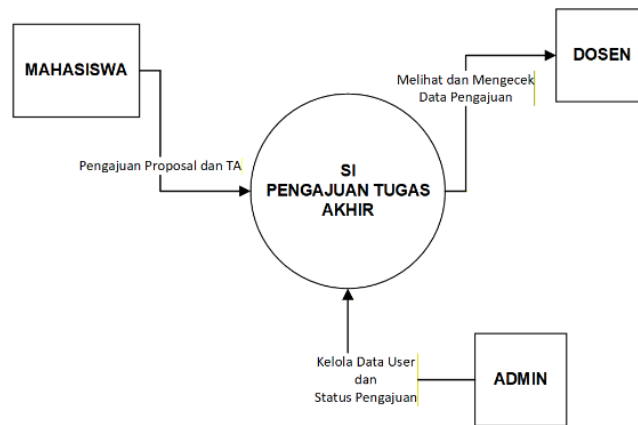 MAHASISWA
DOSEN
Melihat dan Mengecek
Data Pengajuan
Pengajuan Proposal dan TA
SI
PENGAJUAN TUGAS
AKHIR
Kelola Data User
dan
Status Pengajuan
ADMIN